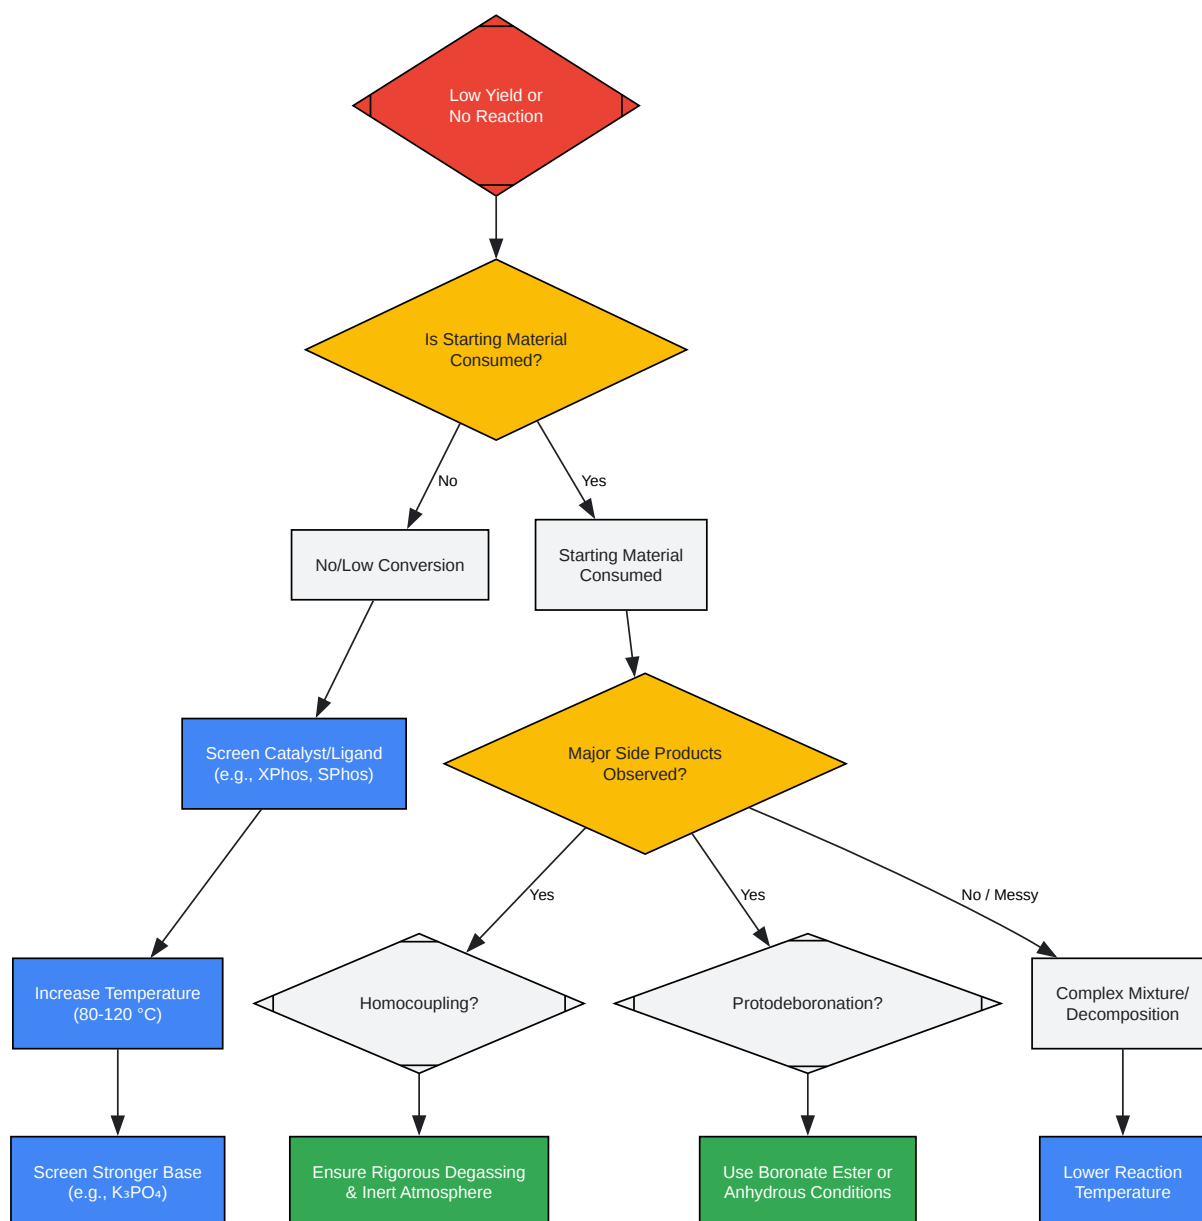 Low Yield or
No Reaction
Is Starting Material
Consumed?
No
Yes
No/Low Conversion
Starting Material
Consumed
Screen Catalyst/Ligand
(e.g., XPhos, SPhos)
Major Side Products
Observed?
Yes
Yes
No / Messy
Increase Temperature
(80-120 °C)
Homocoupling?
Protodeboronation?
Complex Mixture/
Decomposition
Screen Stronger Base
(e.g., K₃PO₄)
Ensure Rigorous Degassing
& Inert Atmosphere
Use Boronate Ester or
Anhydrous Conditions
Lower Reaction
Temperature